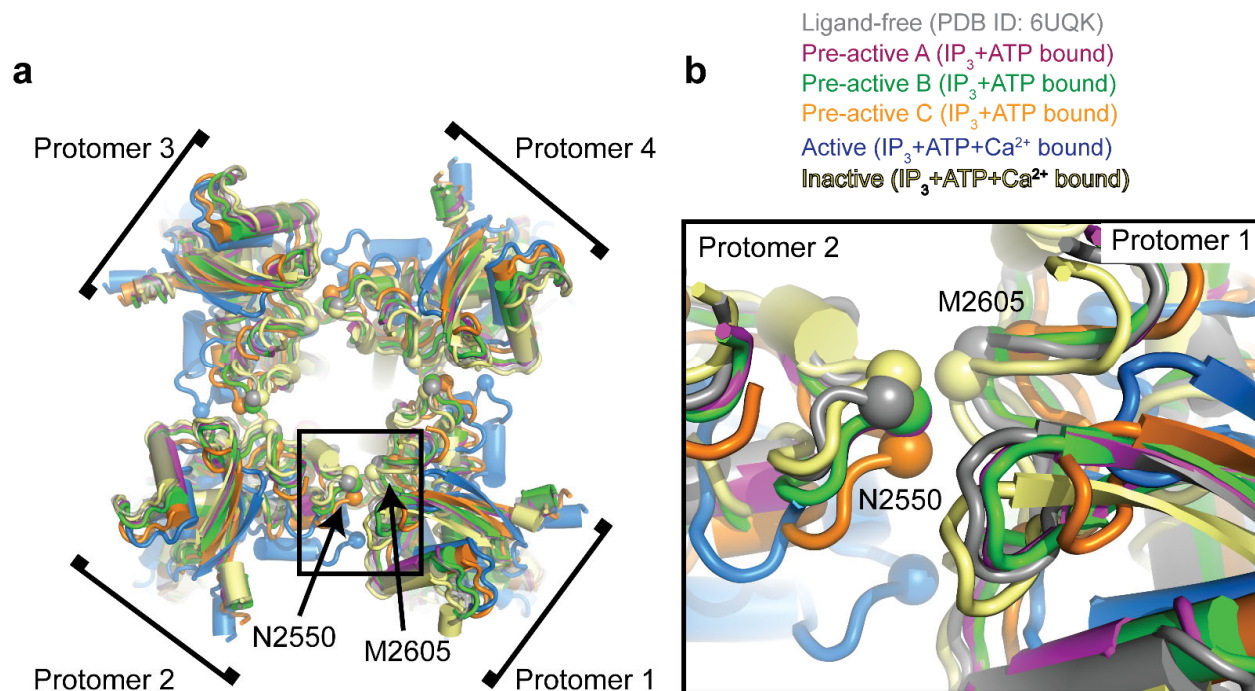 a
Protomer 3
Protomer 4
N2550
M2605
Protomer 2
Protomer 1
b
Ligand-free (PDB ID: 6UQK)
Pre-active A (IP₃+ATP bound)
Pre-active B (IP₃+ATP bound)
Pre-active C (IP₃+ATP bound)
Active (IP₃+ATP+Ca²⁺ bound)
Inactive (IP₃+ATP+Ca²⁺ bound)
Protomer 2
Protomer 1
M2605
N2550